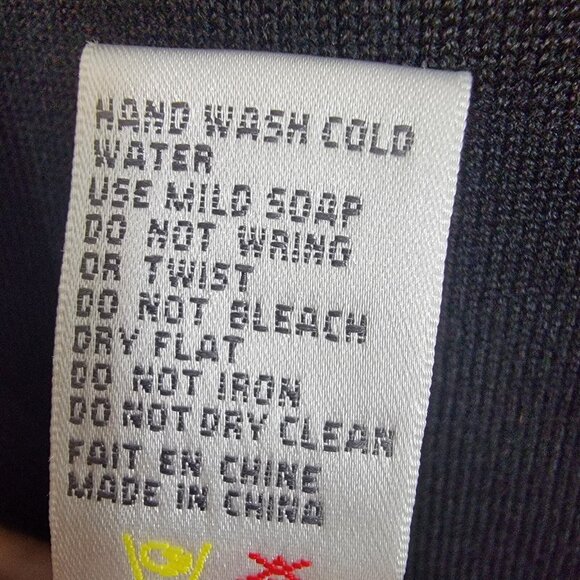 HAND WASH COLD
WATER
USE MILD SOAP
DO NOT WRING
OR TWIST
DO NOT BLEACH
DRY FLAT
DO NOT IRON
DO NOT DRY CLEAN
FAIT EN CHINE
MADE IN CHINA